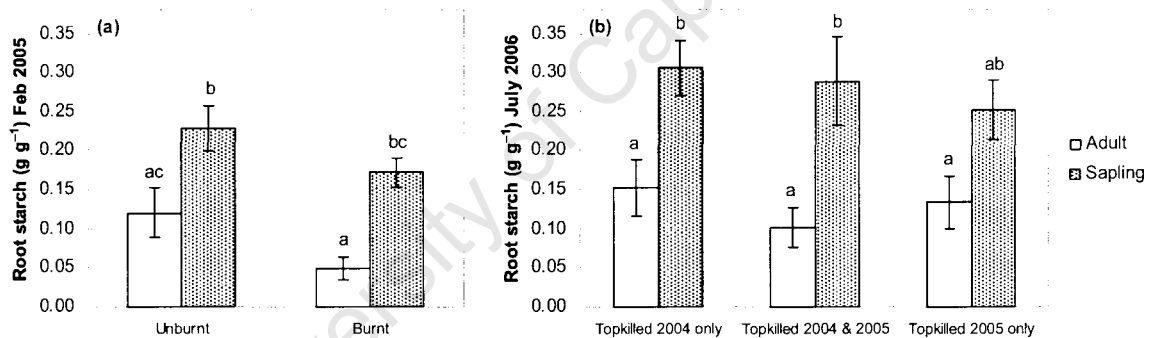 (a)
Root starch (g g⁻¹) Feb 2005
0.35
0.30
0.25
0.20
0.15
0.10
0.05
0.00
ac
b
a
bc
Unburnt
Burnt
(b)
Root starch (g g⁻¹) July 2006
0.35
0.30
0.25
0.20
0.15
0.10
0.05
0.00
a
b
a
b
a
ab
Topkilled 2004 only
Topkilled 2004 & 2005
Topkilled 2005 only
Adult
Sapling
University of Cap